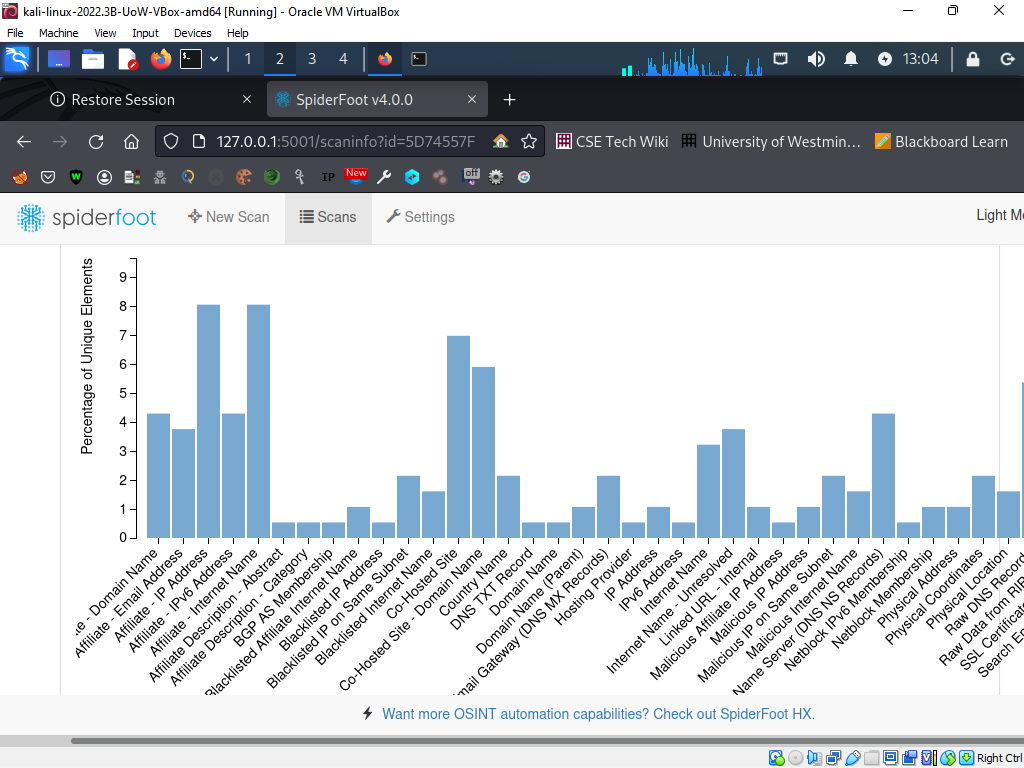 kali-linux-2022.3B-UoW-VBox-amd64 [Running] - Oracle VM VirtualBox
File Machine View Input Devices Help
1 2 3 4 13:04
Restore Session SpiderFoot v4.0.0
127.0.0.1:5001/scaninfo?id=5D74557F CSE Tech Wiki University of Westmin... Blackboard Learn
IP New off
spiderfoot New Scan Scans Settings Light M
Percentage of Unique Elements
9
8
7
6
5
4
3
2
1
0
- Domain Name
Affiliate - Email Address
Affiliate - IP Address
Affiliate - IPv6 Address
Affiliate - Internet Name
Affiliate Description - Abstract
Affiliate Description - Category
BGP AS Membership
Blacklisted Affiliate Internet Name
Blacklisted IP Address
Blacklisted IP on Same Subnet
Blacklisted Internet Name
Co-Hosted Site
Co-Hosted Site - Domain Name
Country Name
DNS TXT Record
Domain Name
Domain Name (Parent)
Email Gateway (DNS MX Records)
Hosting Provider
IP Address
IPv6 Address
Internet Name
Internet Name - Unresolved
Linked URL - Internal
Malicious Affiliate IP Address
Malicious IP Address
Malicious IP on Same Subnet
Malicious Internet Name
Name Server (DNS NS Records)
Netblock IPv6 Membership
Netblock Membership
Physical Address
Physical Coordinates
Physical Location
Raw DNS Record
Raw Data from RIR
SSL Certificat
Search En
Want more OSINT automation capabilities? Check out SpiderFoot HX.
Right Ctrl